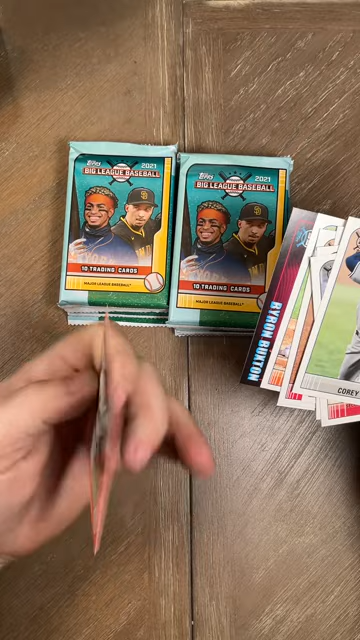 Topps
2021
BIG LEAGUE BASEBALL
10 TRADING CARDS
MAJOR LEAGUE BASEBALL®
Topps
2021
BIG LEAGUE BASEBALL
10 TRADING CARDS
MAJOR LEAGUE BASEBALL®
BYRON BUXTON
COREY